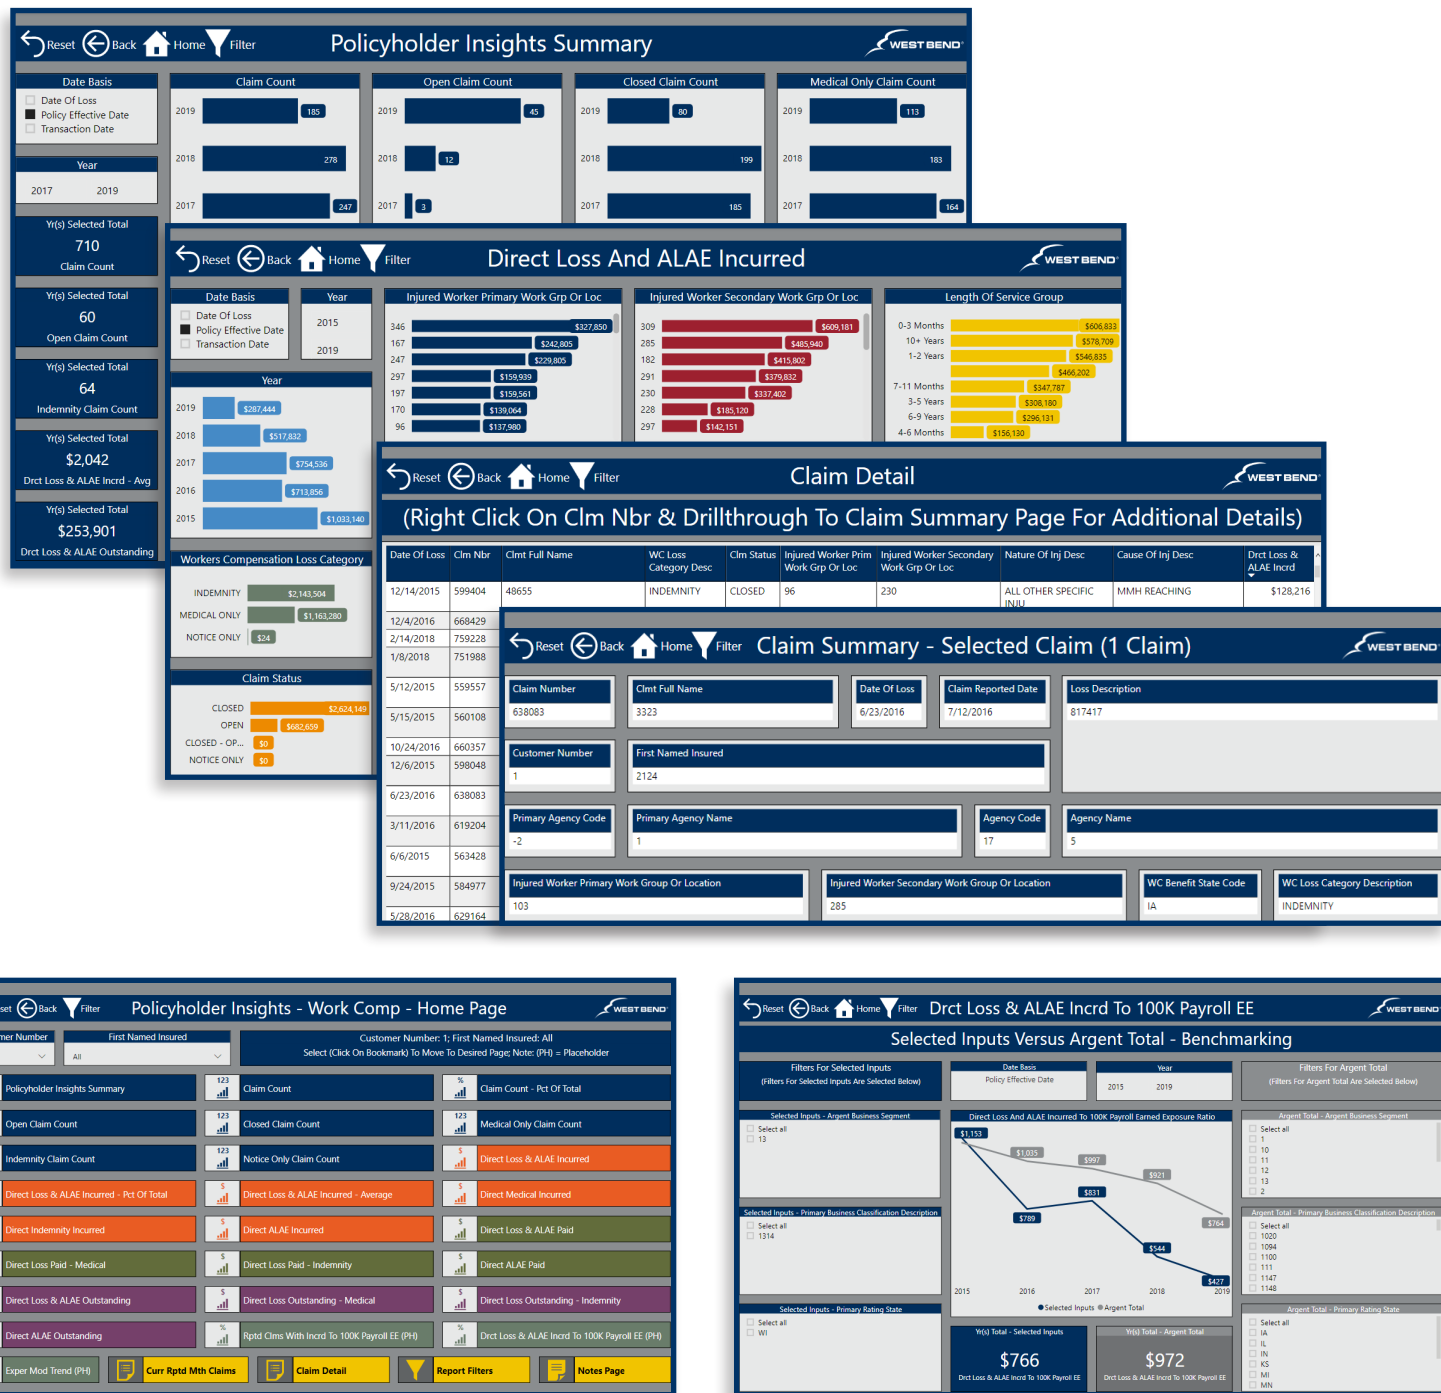 Reset Back Home Filter Policyholder Insights Summary WEST BEND
Date Basis
Date Of Loss
Policy Effective Date
Transaction Date
Year
2017 2019
Yr(s) Selected Total
710
Claim Count
Yr(s) Selected Total
60
Open Claim Count
Yr(s) Selected Total
64
Indemnity Claim Count
Yr(s) Selected Total
$2,042
Drct Loss & ALAE Incrd - Avg
Yr(s) Selected Total
$253,901
Drct Loss & ALAE Outstanding
Claim Count
2019 185
2018 278
2017 247
Open Claim Count
2019 45
2018 12
2017 3
Closed Claim Count
2019 80
2018 199
2017 185
Medical Only Claim Count
2019 113
2018 183
2017 164
Reset Back Home Filter Direct Loss And ALAE Incurred WEST BEND
Date Basis
Date Of Loss
Policy Effective Date
Transaction Date
Year
2015
2019
Year
2019 $287,444
2018 $517,832
2017 $754,536
2016 $713,856
2015 $1,033,140
Workers Compensation Loss Category
INDEMNITY $2,143,504
MEDICAL ONLY $1,163,280
NOTICE ONLY $24
Claim Status
CLOSED $2,624,149
OPEN $682,659
CLOSED - OP... $0
NOTICE ONLY $0
Injured Worker Primary Work Grp Or Loc
346 $327,850
167 $242,805
247 $229,805
297 $159,939
197 $159,561
170 $139,064
96 $137,980
Injured Worker Secondary Work Grp Or Loc
309 $609,181
285 $485,940
182 $415,802
291 $379,832
230 $337,402
228 $185,120
297 $142,151
Length Of Service Group
0-3 Months $606,833
10+ Years $578,709
1-2 Years $546,835
$466,202
7-11 Months $347,787
3-5 Years $308,180
6-9 Years $296,131
4-6 Months $156,130
Reset Back Home Filter Claim Detail WEST BEND
(Right Click On Clm Nbr & Drillthrough To Claim Summary Page For Additional Details)
Date Of Loss Clm Nbr Clmt Full Name WC Loss Category Desc Clm Status Injured Worker Prim Work Grp Or Loc Injured Worker Secondary Work Grp Or Loc Nature Of Inj Desc Cause Of Inj Desc Drct Loss & ALAE Incrd
12/14/2015 599404 48655 INDEMNITY CLOSED 96 230 ALL OTHER SPECIFIC INJU MMH REACHING $128,216
12/4/2016 668429
2/14/2018 759228
1/8/2018 751988
5/12/2015 559557
5/15/2015 560108
10/24/2016 660357
12/6/2015 598048
6/23/2016 638083
3/11/2016 619204
6/6/2015 563428
9/24/2015 584977
5/28/2016 629164
Reset Back Home Filter Claim Summary - Selected Claim (1 Claim) WEST BEND
Claim Number
638083
Clmt Full Name
3323
Date Of Loss
6/23/2016
Claim Reported Date
7/12/2016
Loss Description
817417
Customer Number
1
First Named Insured
2124
Primary Agency Code
-2
Primary Agency Name
1
Agency Code
17
Agency Name
5
Injured Worker Primary Work Group Or Location
103
Injured Worker Secondary Work Group Or Location
285
WC Benefit State Code
IA
WC Loss Category Description
INDEMNITY
set Back Filter Policyholder Insights - Work Comp - Home Page WEST BEND
mer Number
First Named Insured
All
Customer Number: 1; First Named Insured: All
Select (Click On Bookmark) To Move To Desired Page; Note: (PH) = Placeholder
Policyholder Insights Summary 123 Claim Count % Claim Count - Pct Of Total
Open Claim Count 123 Closed Claim Count 123 Medical Only Claim Count
Indemnity Claim Count 123 Notice Only Claim Count $ Direct Loss & ALAE Incurred
Direct Loss & ALAE Incurred - Pct Of Total $ Direct Loss & ALAE Incurred - Average $ Direct Medical Incurred
Direct Indemnity Incurred $ Direct ALAE Incurred $ Direct Loss & ALAE Paid
Direct Loss Paid - Medical $ Direct Loss Paid - Indemnity $ Direct ALAE Paid
Direct Loss & ALAE Outstanding $ Direct Loss Outstanding - Medical $ Direct Loss Outstanding - Indemnity
Direct ALAE Outstanding % Rptd Clms With Incrd To 100K Payroll EE (PH) % Drct Loss & ALAE Incrd To 100K Payroll EE (PH)
Exper Mod Trend (PH) Curr Rptd Mth Claims Claim Detail Report Filters Notes Page
Reset Back Home Filter Drct Loss & ALAE Incrd To 100K Payroll EE WEST BEND
Selected Inputs Versus Argent Total - Benchmarking
Filters For Selected Inputs
(Filters For Selected Inputs Are Selected Below)
Date Basis
Policy Effective Date
Year
2015 2019
Filters For Argent Total
(Filters For Argent Total Are Selected Below)
Selected Inputs - Argent Business Segment
Select all
13
Selected Inputs - Primary Business Classification Description
Select all
1314
Selected Inputs - Primary Rating State
Select all
WI
Direct Loss And ALAE Incurred To 100K Payroll Earned Exposure Ratio
$1,153
$1,035
$997
$921
$831
$789
$764
$544
$427
2015 2016 2017 2018 2019
Selected Inputs Argent Total
Yr(s) Total - Selected Inputs
$766
Drct Loss & ALAE Incrd To 100K Payroll EE
Yr(s) Total - Argent Total
$972
Drct Loss & ALAE Incrd To 100K Payroll EE
Argent Total - Argent Business Segment
Select all
1
10
11
12
13
2
Argent Total - Primary Business Classification Description
Select all
1020
1094
1100
111
1147
1148
Argent Total - Primary Rating State
Select all
IA
IL
IN
KS
MI
MN